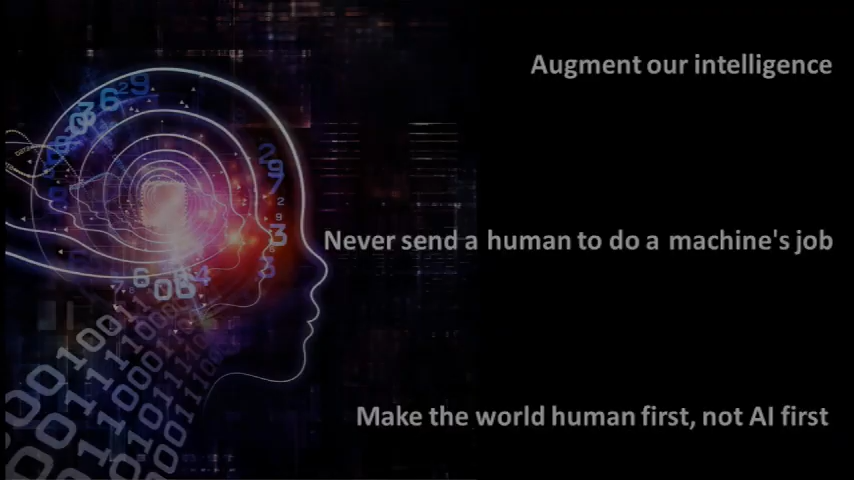 Augment our intelligence
Never send a human to do a machine's job
Make the world human first, not AI first